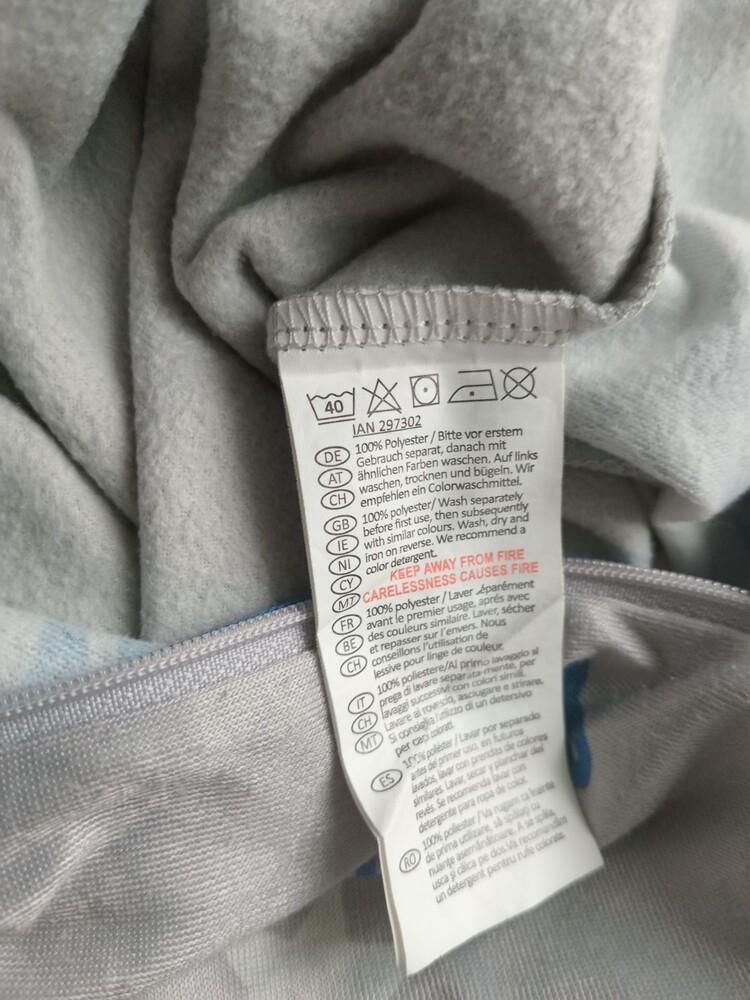 40
IAN 297302
DE AT CH
100% Polyester / Bitte vor erstem
Gebrauch separat, danach mit
ähnlichen Farben waschen. Auf links
waschen, trocknen und bügeln. Wir
empfehlen ein Colorwaschmittel.
GB IE NI CY MT
100% polyester/ Wash separately
before first use, then subsequently
with similar colours. Wash, dry and
iron on reverse. We recommend a
color detergent.
KEEP AWAY FROM FIRE
CARELESSNESS CAUSES FIRE
FR BE CH
100% polyester / Laver séparément
avant le premier usage, aprés avec
des couleurs similaire. Laver, sécher
et repasser sur l'envers. Nous
conseillons l'utilisation de
lessive pour linge de couleur.
IT CH MT
100% poliestere/Al primo lavaggio si
prega di lavare separatamente, per
lavaggi successivi con colori simili.
Lavare al rovescio, asciugare e stirare.
Si consiglia l'utilizzo di un detersivo
per capi colorati.
ES
100% poliéster / Lavar por separado
antes del primer uso, en futuros
lavados, lavar con prendas de colores
similares. Lavar, secar y planchar del
revés. Se recomienda lavar con
detergente para ropa de color.
RO
100% poliester / Va rugăm ca înainte
de prima utilizare, să spălați cu
nuanțe asemănătoare. A se spăla,
usca și călca pe dos. Va recomandăm
un detergent pentru rufe colorate.